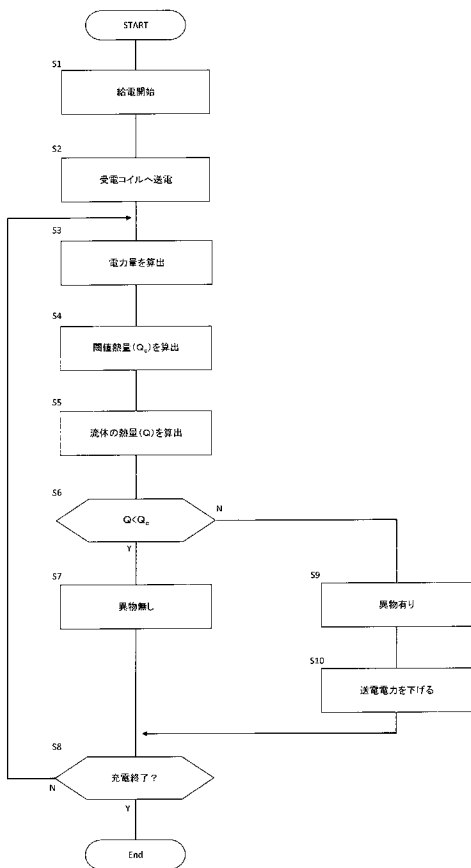 START
S1
給電開始
S2
受電コイルへ送電
S3
電力量を算出
S4
閾値熱量(Qc)を算出
S5
流体の熱量(Q)を算出
S6
Q<Qc
N
Y
S7
異物無し
S9
異物有り
S10
送電電力を下げる
S8
充電終了?
N
Y
End